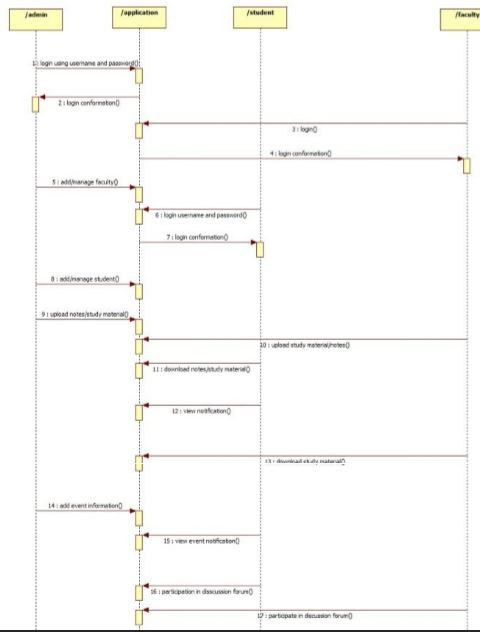 /admin
/application
/student
/faculty
1 : login using username and password()
2 : login conformation()
3 : login()
4 : login conformation()
5 : add/manage faculty()
6 : login username and password()
7 : login conformation()
8 : add/manage student()
9 : upload notes/study material()
10 : upload study material/notes()
11 : download notes/study material()
12 : view notification()
13 : download study material()
14 : add event information()
15 : view event notification()
16 : participation in disscussion forum()
17 : participate in discussion forum()